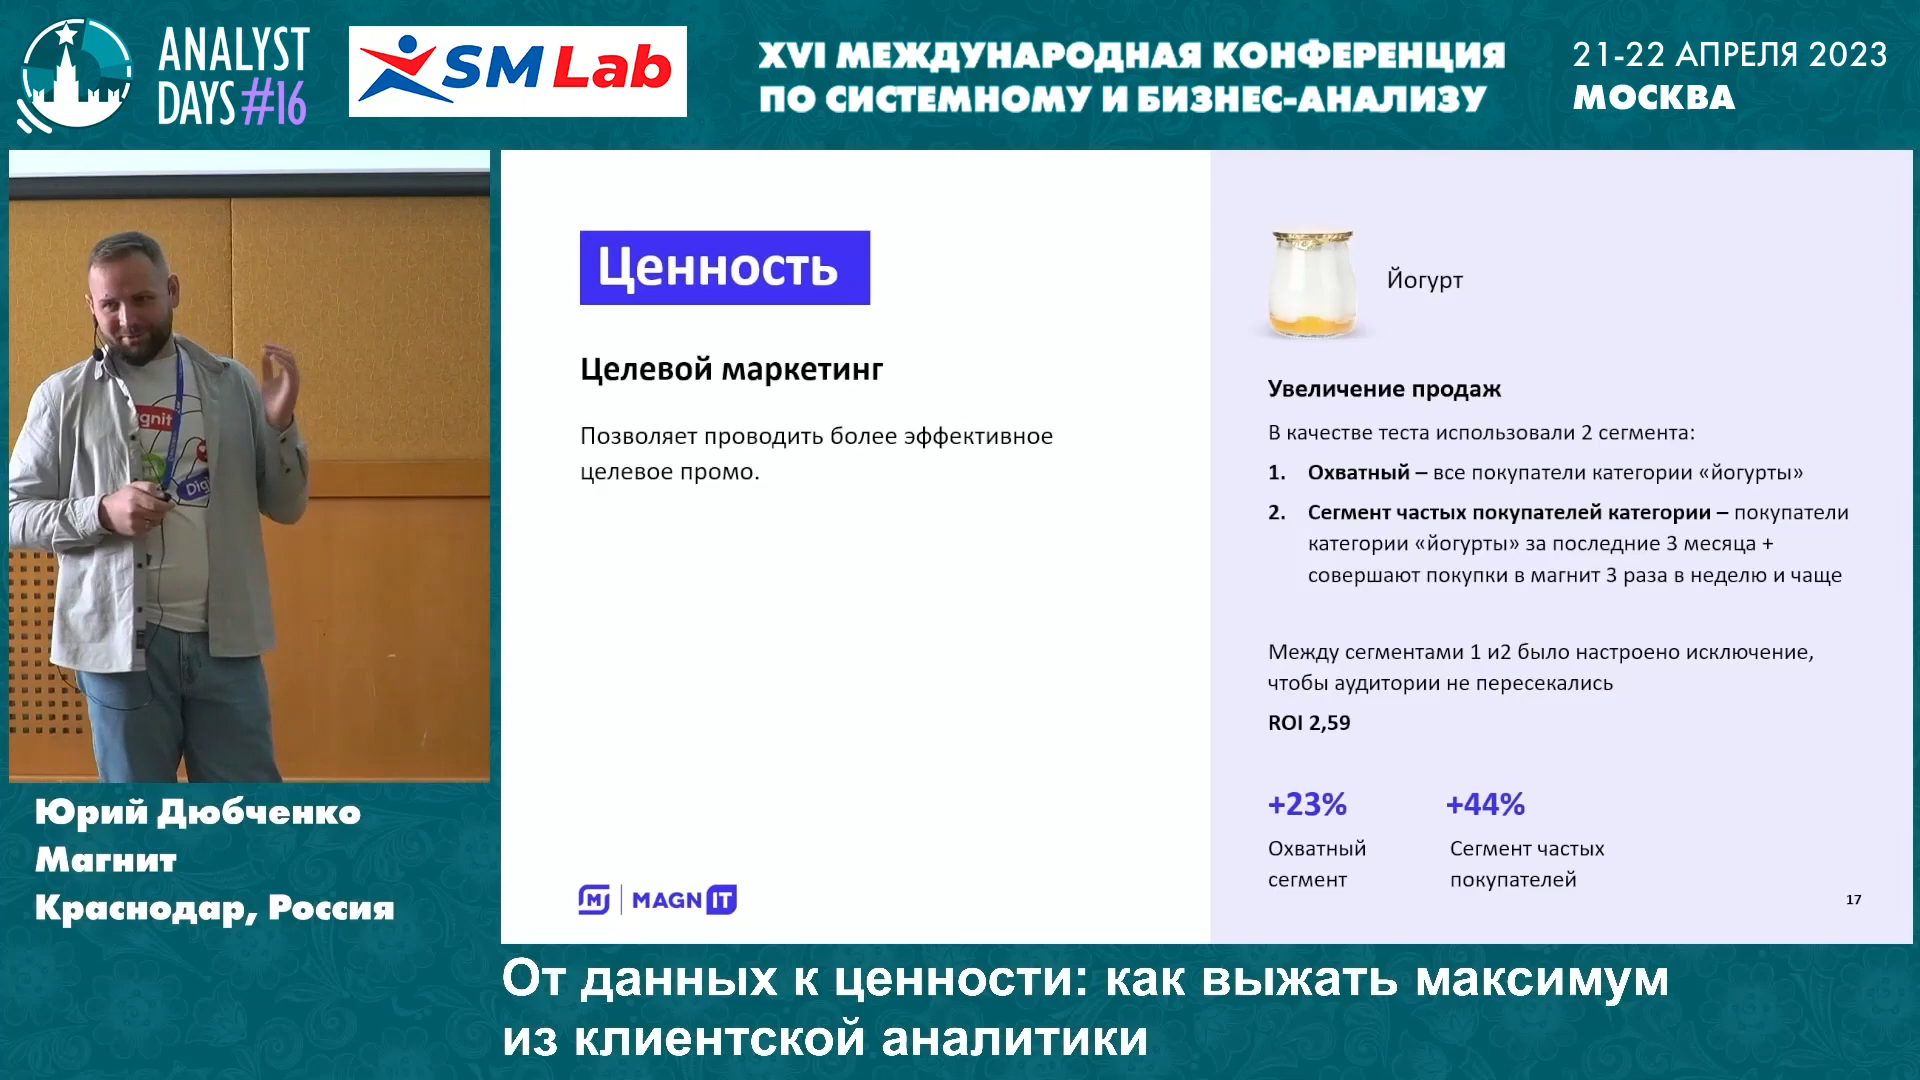 ANALYST
DAYS #16
SM Lab
XVI МЕЖДУНАРОДНАЯ КОНФЕРЕНЦИЯ
ПО СИСТЕМНОМУ И БИЗНЕС-АНАЛИЗУ
21-22 АПРЕЛЯ 2023
МОСКВА
gnit
Digi
Юрий Дюбченко
Магнит
Краснодар, Россия
Ценность
Целевой маркетинг
Позволяет проводить более эффективное
целевое промо.
MAGNIT
Йогурт
Увеличение продаж
В качестве теста использовали 2 сегмента:
1. Охватный – все покупатели категории «йогурты»
2. Сегмент частых покупателей категории – покупатели
категории «йогурты» за последние 3 месяца +
совершают покупки в магнит 3 раза в неделю и чаще
Между сегментами 1 и2 было настроено исключение,
чтобы аудитории не пересекались
ROI 2,59
+23% +44%
Охватный Сегмент частых
сегмент покупателей
17
От данных к ценности: как выжать максимум
из клиентской аналитики